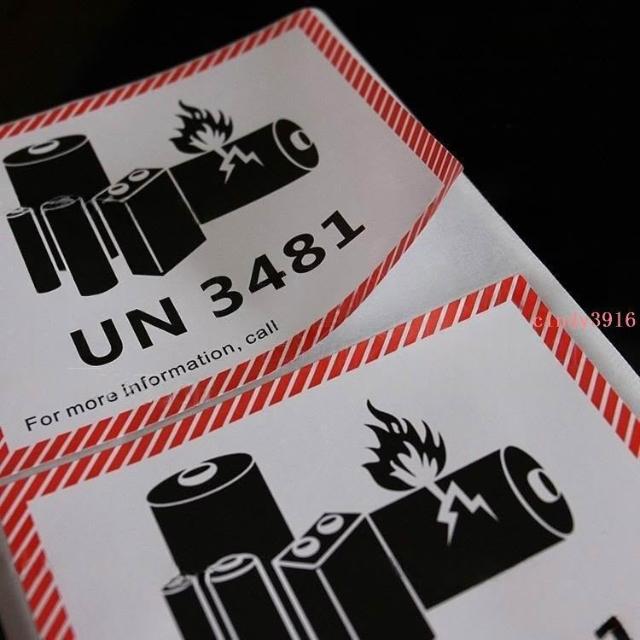 UN 3481
For more information, call
cindy3916